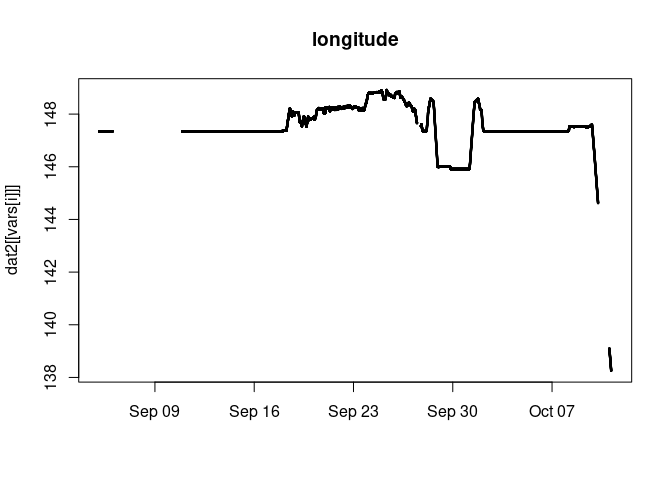 longitude
dat2[[vars[i]]]
148
146
144
142
140
138
Sep 09
Sep 16
Sep 23
Sep 30
Oct 07